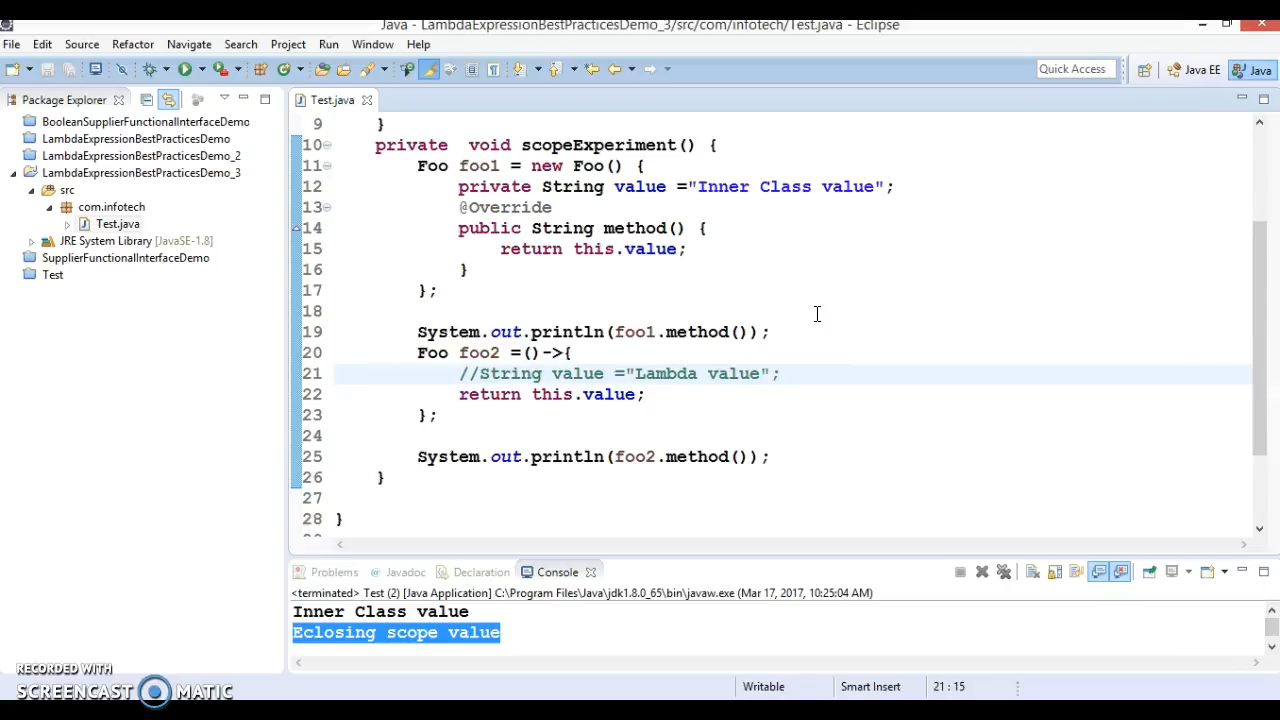 Java - LambdaExpressionBestPracticesDemo_3/src/com/infotech/Test.java - Eclipse
File Edit Source Refactor Navigate Search Project Run Window Help
Quick Access Java EE Java
Package Explorer
BooleanSupplierFunctionalInterfaceDemo
LambdaExpressionBestPracticesDemo
LambdaExpressionBestPracticesDemo_2
LambdaExpressionBestPracticesDemo_3
src
com.infotech
Test.java
JRE System Library [JavaSE-1.8]
SupplierFunctionalInterfaceDemo
Test
Test.java
9 }
10 private void scopeExperiment() {
11 Foo foo1 = new Foo() {
12 private String value ="Inner Class value";
13 @Override
14 public String method() {
15 return this.value;
16 }
17 };
18
19 System.out.println(foo1.method());
20 Foo foo2 =()->{
21 //String value ="Lambda value";
22 return this.value;
23 };
24
25 System.out.println(foo2.method());
26 }
27
28 }
Problems Javadoc Declaration Console
<terminated> Test (2) [Java Application] C:\Program Files\Java\jdk1.8.0_65\bin\javaw.exe (Mar 17, 2017, 10:25:04 AM)
Inner Class value
Eclosing scope value
Writable Smart Insert 21 : 15
RECORDED WITH
SCREENCAST MATIC